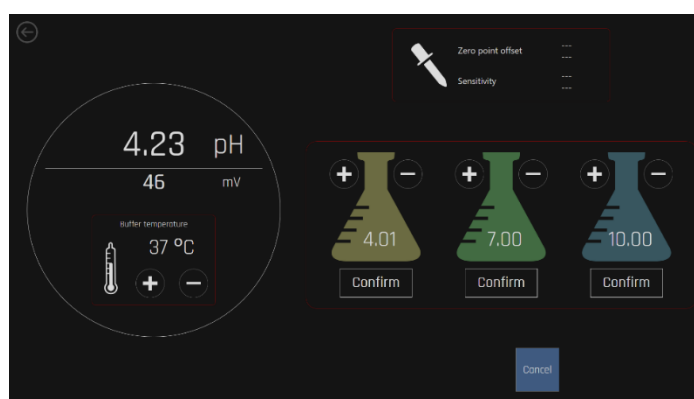 Zero point offset ---
---
Sensitivity ---
---
4.23 pH
46 mV
Buffer temperature
37 °C
+ −
+ − + − + −
4.01 7.00 10.00
Confirm Confirm Confirm
Cancel